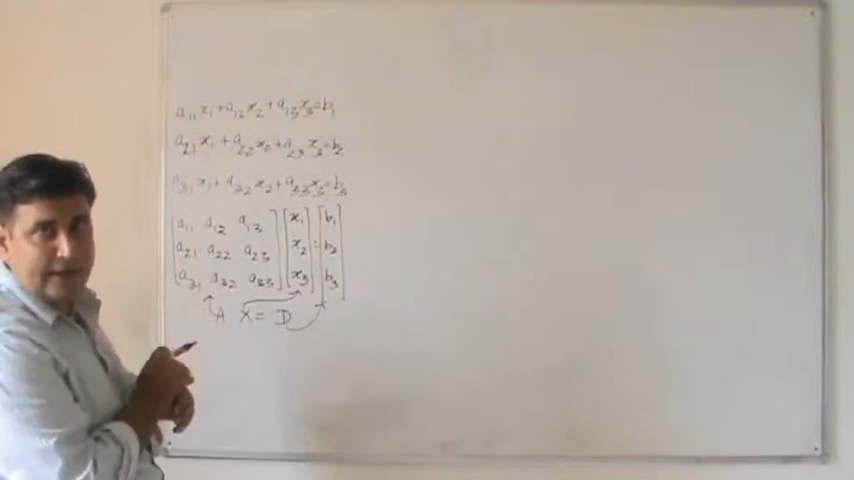 a₁₁x₁+a₁₂x₂+a₁₃x₃=b₁
a₂₁x₁+a₂₂x₂+a₂₃x₃=b₂
a₃₁x₁+a₃₂x₂+a₃₃x₃=b₃
[a₁₁ a₁₂ a₁₃] [x₁] [b₁]
[a₂₁ a₂₂ a₂₃] [x₂] = [b₂]
[a₃₁ a₃₂ a₃₃] [x₃] [b₃]
A X = D